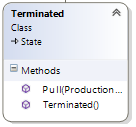 Terminated
Class
State
Methods
Pull(Production...
Terminated()